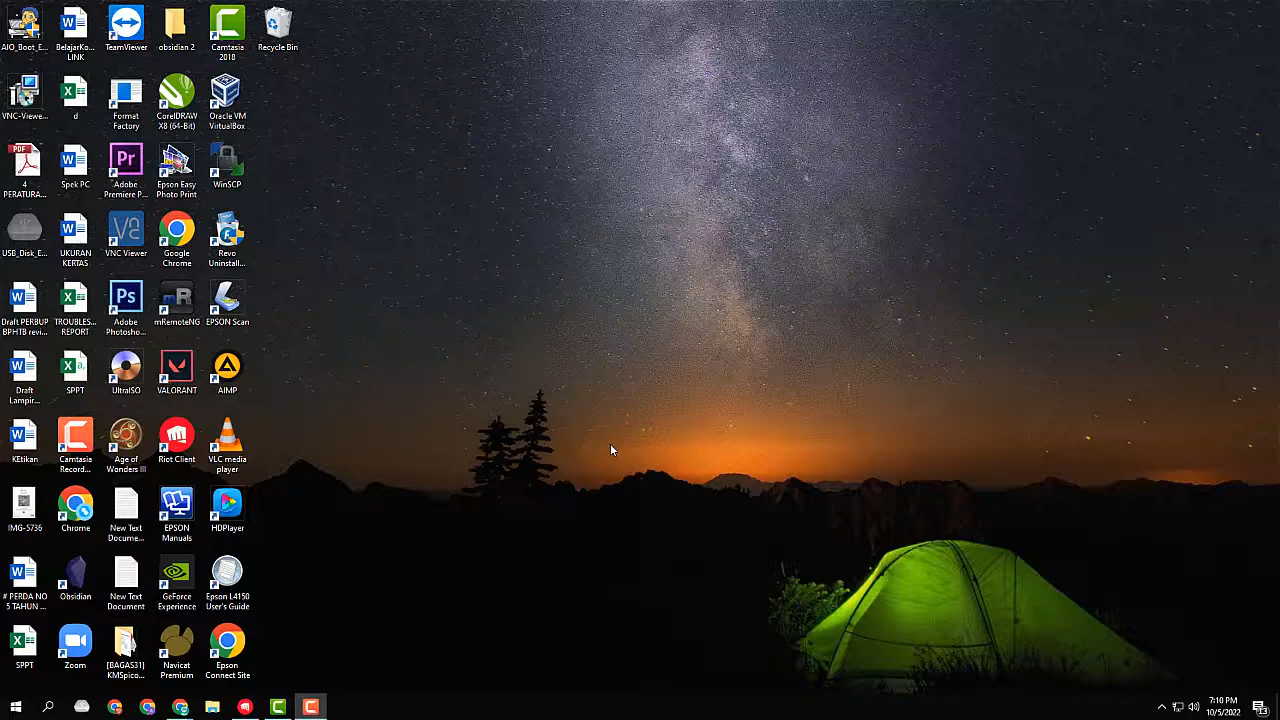 AIO_Boot_E...
BelajarKo...
LINK
TeamViewer
obsidian 2
Camtasia
2018
Recycle Bin
VNC-Viewe...
d
Format
Factory
CorelDRAW
X8 (64-Bit)
Oracle VM
VirtualBox
PDF
4
PERATURA...
Spek PC
Pr
Adobe
Premiere P...
Epson Easy
Photo Print
WinSCP
USB_Disk_E...
UKURAN
KERTAS
VNC Viewer
Google
Chrome
Revo
Uninstall...
Draft PERBUP
BPHTB revi...
TROUBLES...
REPORT
Ps
Adobe
Photosho...
mRemoteNG
EPSON Scan
Draft
Lampir...
SPPT
UltraISO
VALORANT
AIMP
KEtikan
Camtasia
Record...
Age of
Wonders III
Riot Client
VLC media
player
IMG-5736
Chrome
New Text
Docume...
EPSON
Manuals
HDPlayer
# PERDA NO
5 TAHUN ...
Obsidian
New Text
Document
GeForce
Experience
Epson L4150
User's Guide
SPPT
Zoom
[BAGAS31]
KMSpico...
Navicat
Premium
Epson
Connect Site
7:10 PM
10/5/2022